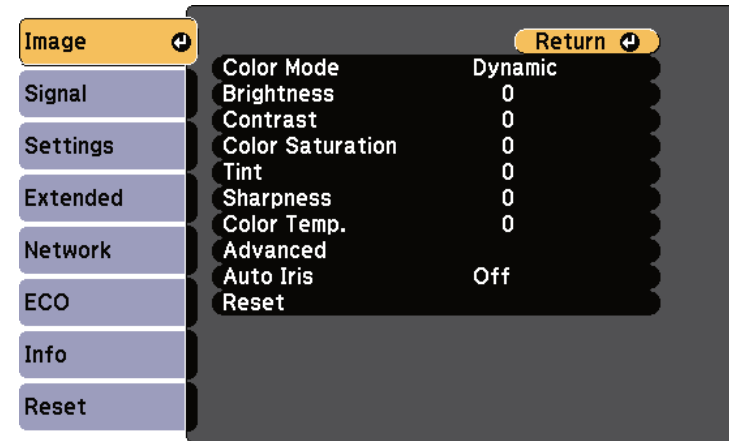 Image
Signal
Settings
Extended
Network
ECO
Info
Reset
Return
Color Mode Dynamic
Brightness 0
Contrast 0
Color Saturation 0
Tint 0
Sharpness 0
Color Temp. 0
Advanced
Auto Iris Off
Reset